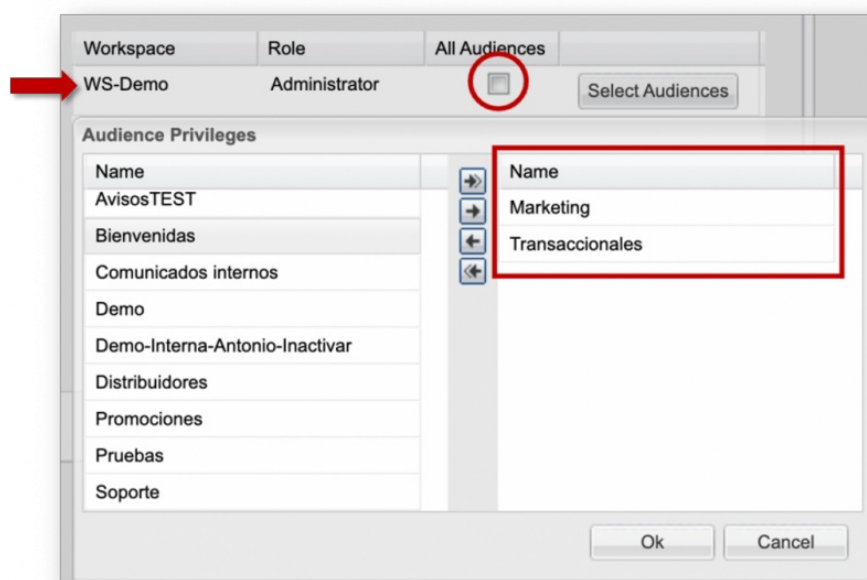 Workspace Role All Audiences
WS-Demo Administrator Select Audiences
Audience Privileges
Name
AvisosTEST
Bienvenidas
Comunicados internos
Demo
Demo-Interna-Antonio-Inactivar
Distribuidores
Promociones
Pruebas
Soporte
Name
Marketing
Transaccionales
Ok Cancel